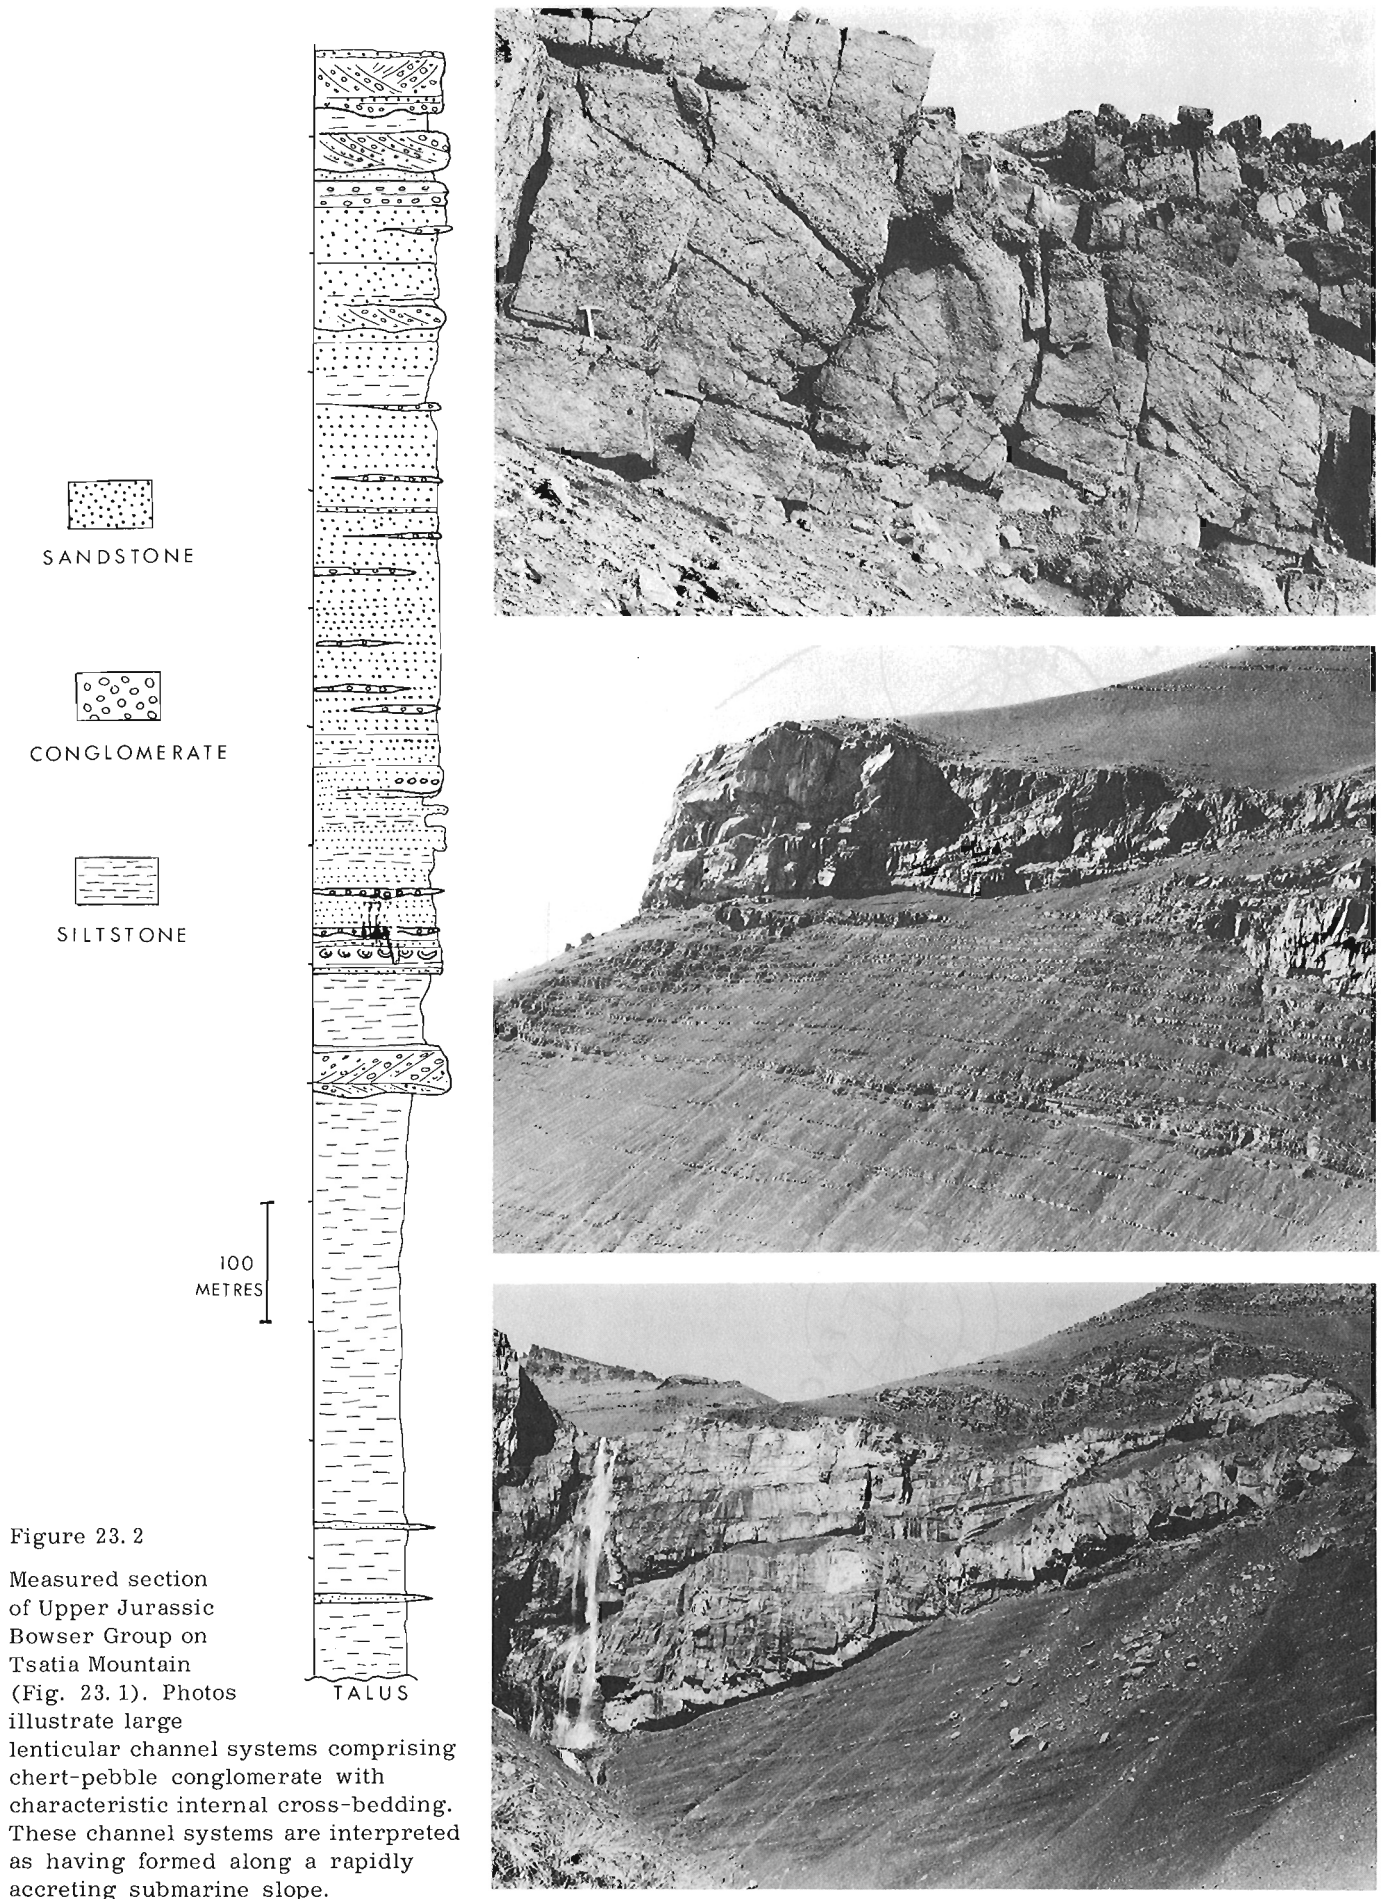 SANDSTONE
CONGLOMERATE
SILTSTONE
100
METRES
TALUS
Figure 23.2
Measured section
of Upper Jurassic
Bowser Group on
Tsatia Mountain
(Fig. 23.1). Photos
illustrate large
lenticular channel systems comprising
chert-pebble conglomerate with
characteristic internal cross-bedding.
These channel systems are interpreted
as having formed along a rapidly
accreting submarine slope.